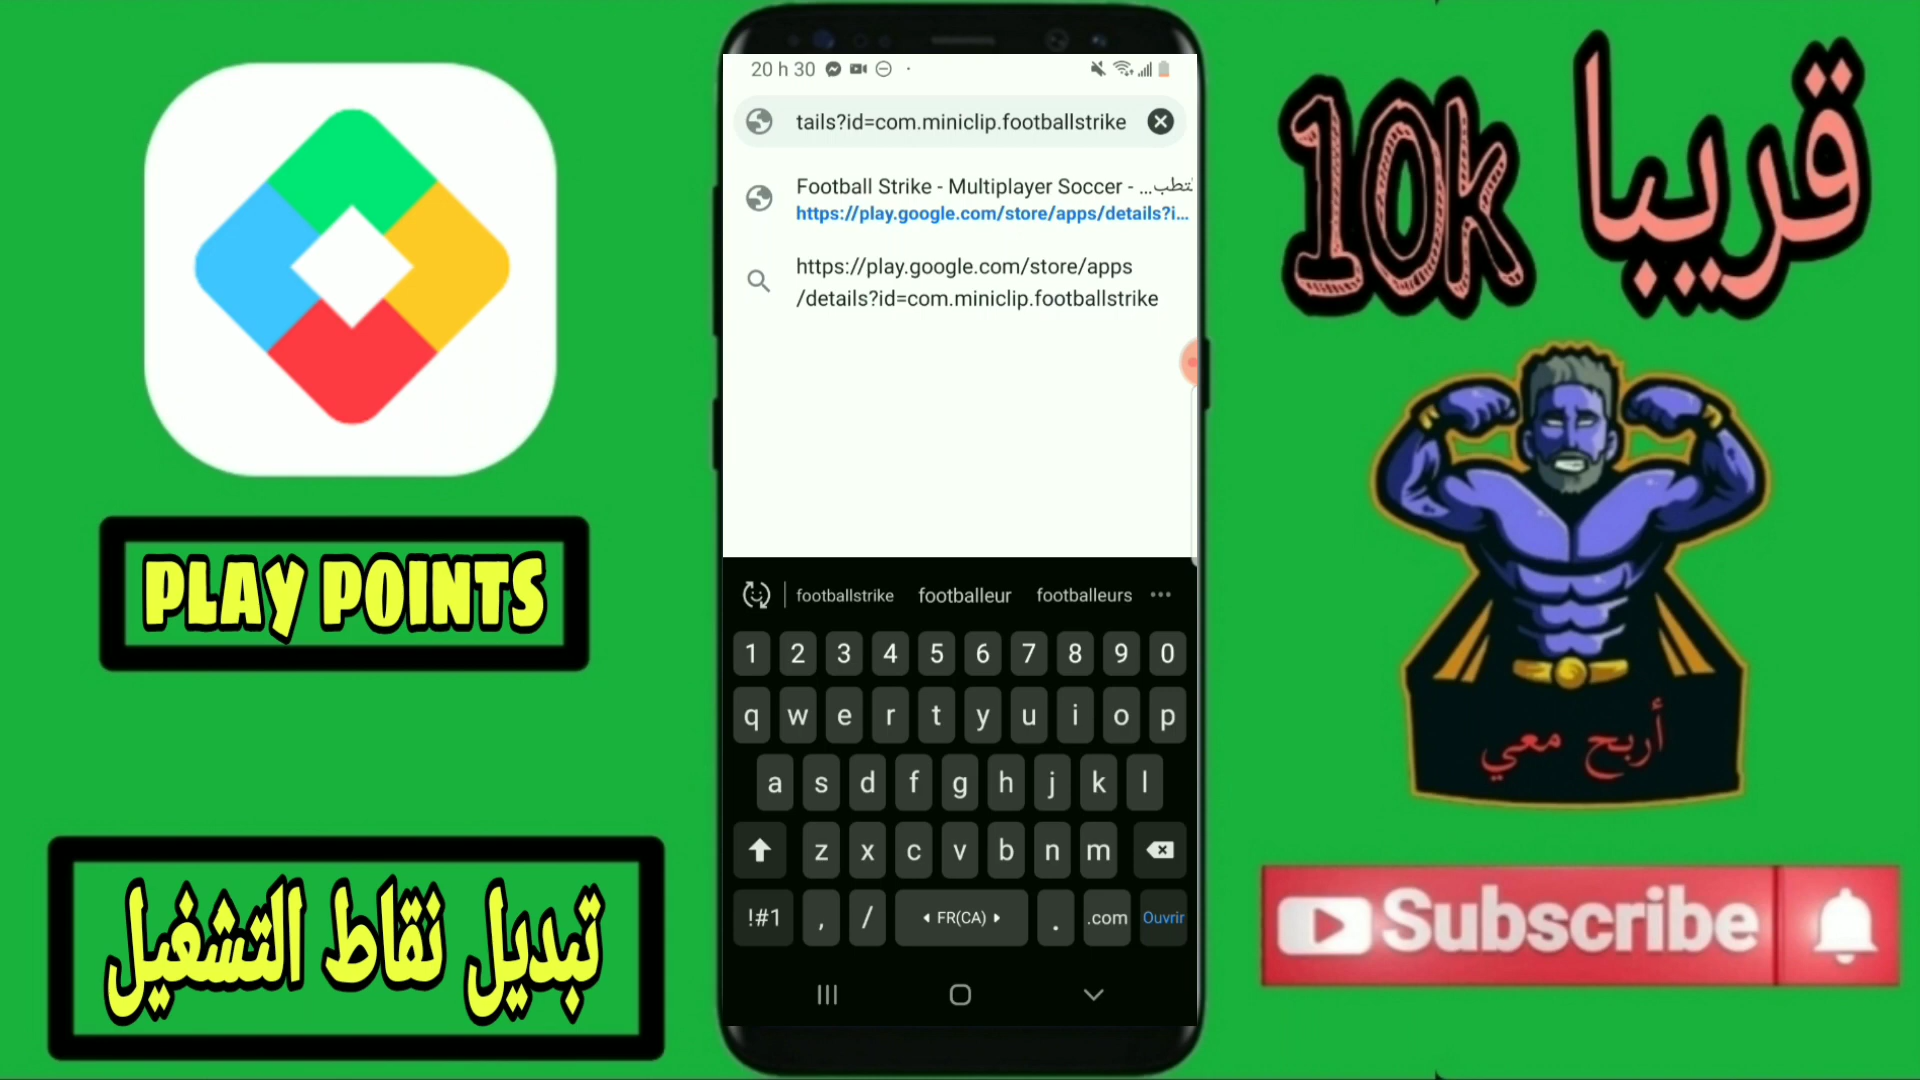 PLAY POINTS
تبديل نقاط التشغيل
20 h 30
tails?id=com.miniclip.footballstrike
Football Strike - Multiplayer Soccer - ...
https://play.google.com/store/apps/details?i...
https://play.google.com/store/apps
/details?id=com.miniclip.footballstrike
footballstrike footballeur footballeurs ...
1 2 3 4 5 6 7 8 9 0
q w e r t y u i o p
a s d f g h j k l
z x c v b n m
!#1 , / FR(CA) . .com Ouvrir
قريبا 10k
أربح معي
Subscribe